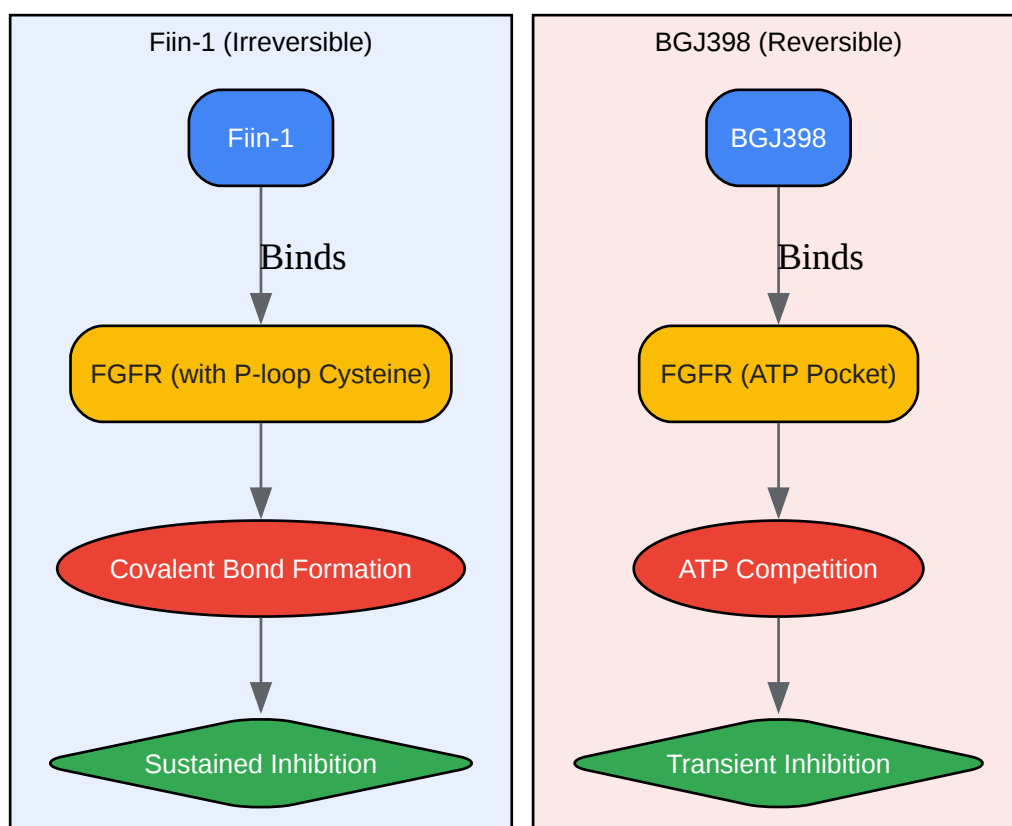 Fiin-1 (Irreversible)
Fiin-1
Binds
FGFR (with P-loop Cysteine)
Covalent Bond Formation
Sustained Inhibition
BGJ398 (Reversible)
BGJ398
Binds
FGFR (ATP Pocket)
ATP Competition
Transient Inhibition